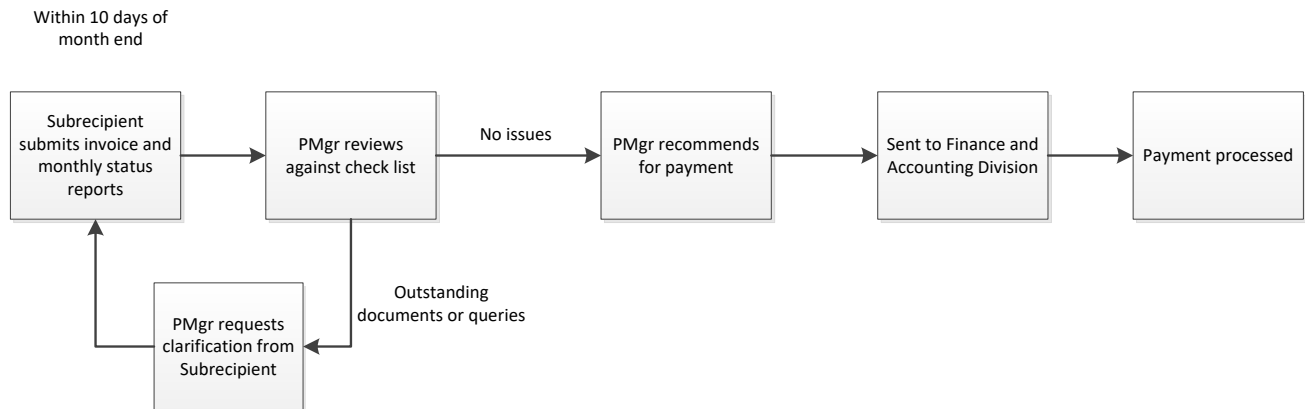 Within 10 days of
month end
Subrecipient
submits invoice and
monthly status
reports
PMgr reviews
against check list
No issues
PMgr recommends
for payment
Sent to Finance and
Accounting Division
Payment processed
Outstanding
documents or queries
PMgr requests
clarification from
Subrecipient